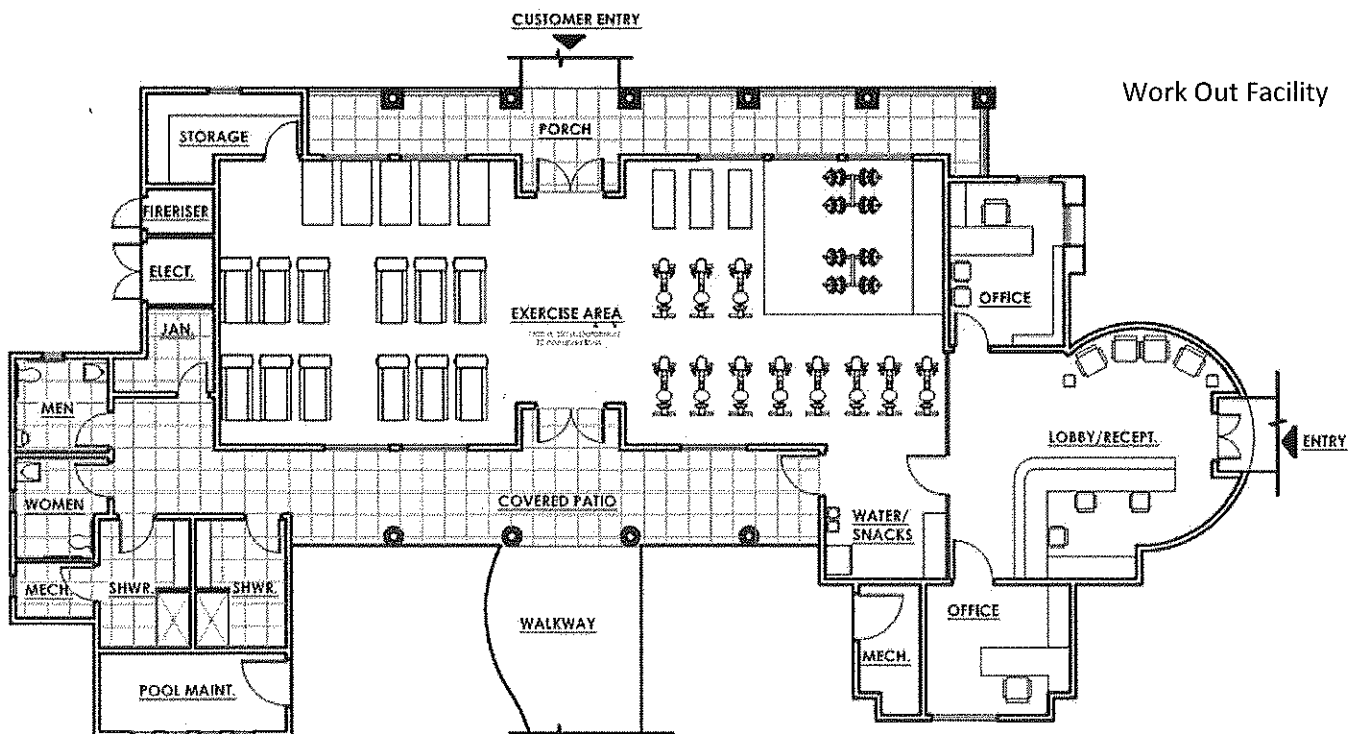 CUSTOMER ENTRY
Work Out Facility
STORAGE
PORCH
FIRERISER
ELECT.
EXERCISE AREA
OFFICE
JAN.
MEN
LOBBY/RECEPT.
ENTRY
WOMEN
COVERED PATIO
WATER/
SNACKS
MECH.
SHWR.
SHWR.
WALKWAY
OFFICE
MECH.
POOL MAINT.